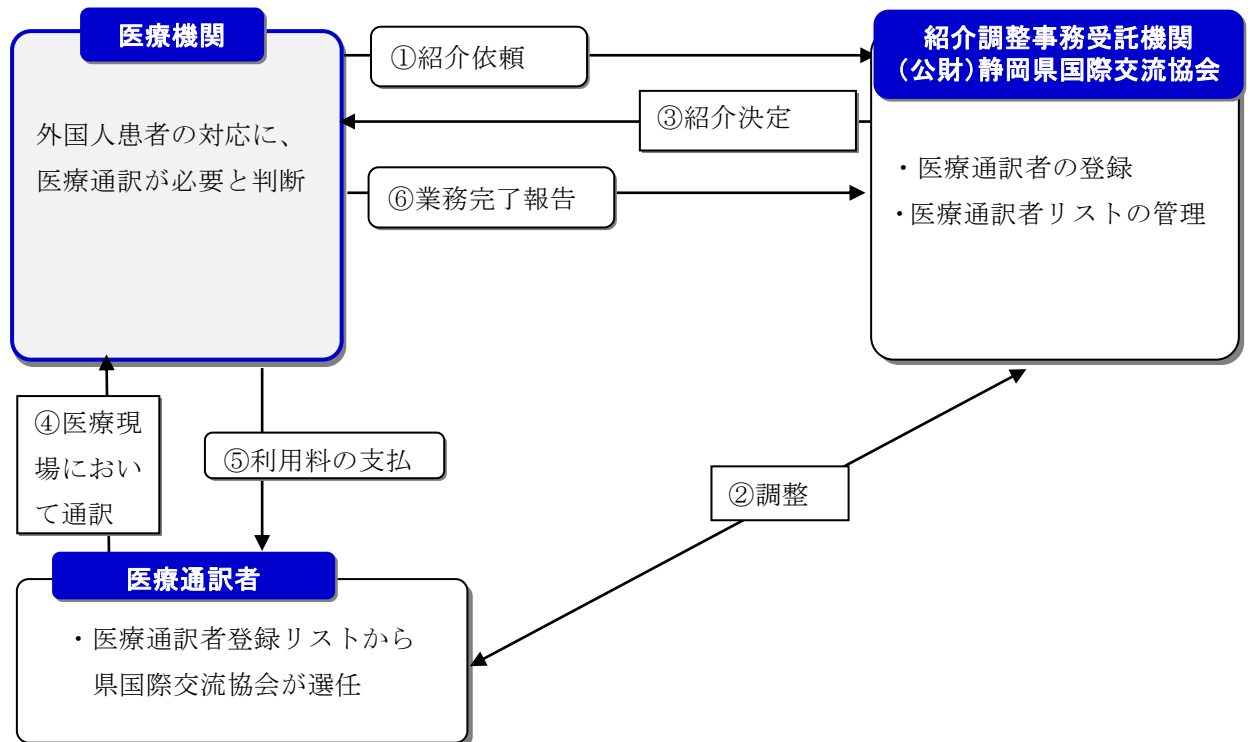 医療機関
外国人患者の対応に、
医療通訳が必要と判断
①紹介依頼
③紹介決定
⑥業務完了報告
紹介調整事務受託機関
(公財)静岡県国際交流協会
・医療通訳者の登録
・医療通訳者リストの管理
④医療現
場におい
て通訳
⑤利用料の支払
②調整
医療通訳者
・医療通訳者登録リストから
県国際交流協会が選任